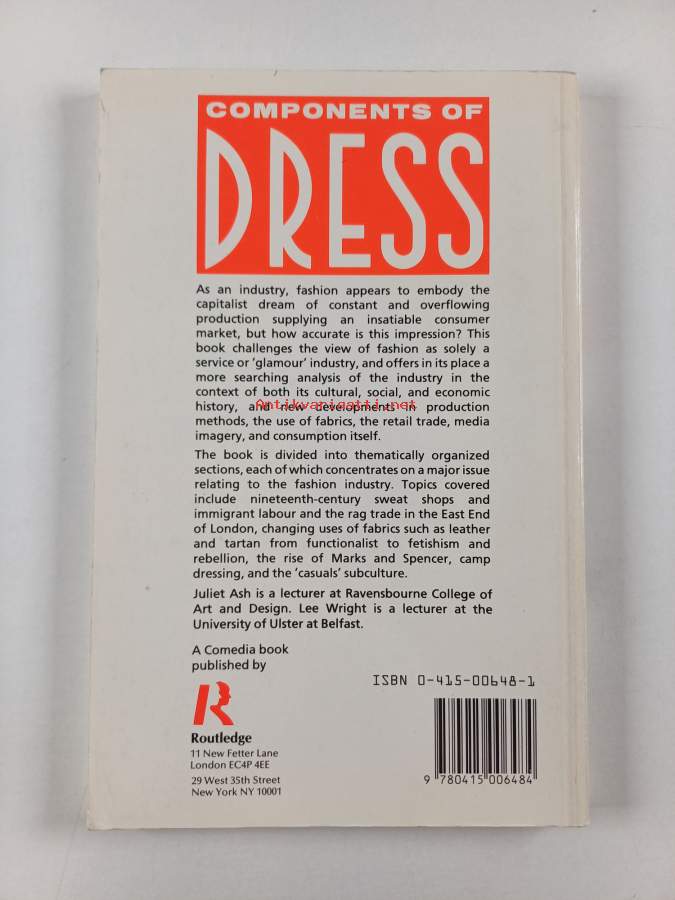 COMPONENTS OF
DRESS
As an industry, fashion appears to embody the
capitalist dream of constant and overflowing
production supplying an insatiable consumer
market, but how accurate is this impression? This
book challenges the view of fashion as solely a
service or 'glamour' industry, and offers in its place a
more searching analysis of the industry in the
context of both its cultural, social, and economic
history, and new developments in production
Antikvariyatti.net
methods, the use of fabrics, the retail trade, media
imagery, and consumption itself.
The book is divided into thematically organized
sections, each of which concentrates on a major issue
relating to the fashion industry. Topics covered
include nineteenth-century sweat shops and
immigrant labour and the rag trade in the East End
of London, changing uses of fabrics such as leather
and tartan from functionalist to fetishism and
rebellion, the rise of Marks and Spencer, camp
dressing, and the 'casuals' subculture.
Juliet Ash is a lecturer at Ravensbourne College of
Art and Design. Lee Wright is a lecturer at the
University of Ulster at Belfast.
A Comedia book
published by
R
Routledge
11 New Fetter Lane
London EC4P 4EE
29 West 35th Street
New York NY 10001
ISBN 0-415-00648-1
9 780415 006484